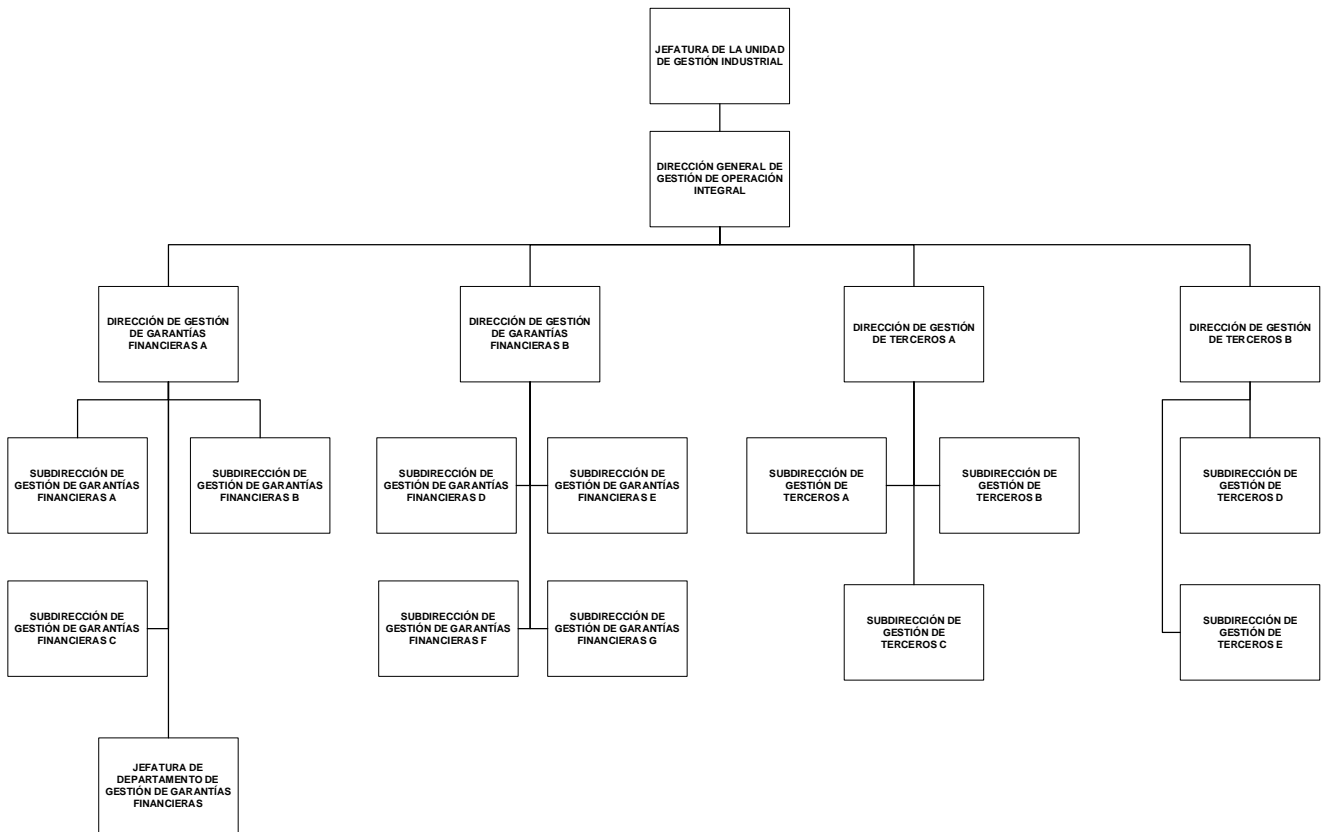 JEFATURA DE LA UNIDAD
DE GESTIÓN INDUSTRIAL
DIRECCIÓN GENERAL DE
GESTIÓN DE OPERACIÓN
INTEGRAL
DIRECCIÓN DE GESTIÓN
DE GARANTÍAS
FINANCIERAS A
DIRECCIÓN DE GESTIÓN
DE GARANTÍAS
FINANCIERAS B
DIRECCIÓN DE GESTIÓN
DE TERCEROS A
DIRECCIÓN DE GESTIÓN
DE TERCEROS B
SUBDIRECCIÓN DE
GESTIÓN DE GARANTÍAS
FINANCIERAS A
SUBDIRECCIÓN DE
GESTIÓN DE GARANTÍAS
FINANCIERAS B
SUBDIRECCIÓN DE
GESTIÓN DE GARANTÍAS
FINANCIERAS D
SUBDIRECCIÓN DE
GESTIÓN DE GARANTÍAS
FINANCIERAS E
SUBDIRECCIÓN DE
GESTIÓN DE
TERCEROS A
SUBDIRECCIÓN DE
GESTIÓN DE
TERCEROS B
SUBDIRECCIÓN DE
GESTIÓN DE
TERCEROS D
SUBDIRECCIÓN DE
GESTIÓN DE GARANTÍAS
FINANCIERAS C
SUBDIRECCIÓN DE
GESTIÓN DE GARANTÍAS
FINANCIERAS F
SUBDIRECCIÓN DE
GESTIÓN DE GARANTÍAS
FINANCIERAS G
SUBDIRECCIÓN DE
GESTIÓN DE
TERCEROS C
SUBDIRECCIÓN DE
GESTIÓN DE
TERCEROS E
JEFATURA DE
DEPARTAMENTO DE
GESTIÓN DE GARANTÍAS
FINANCIERAS